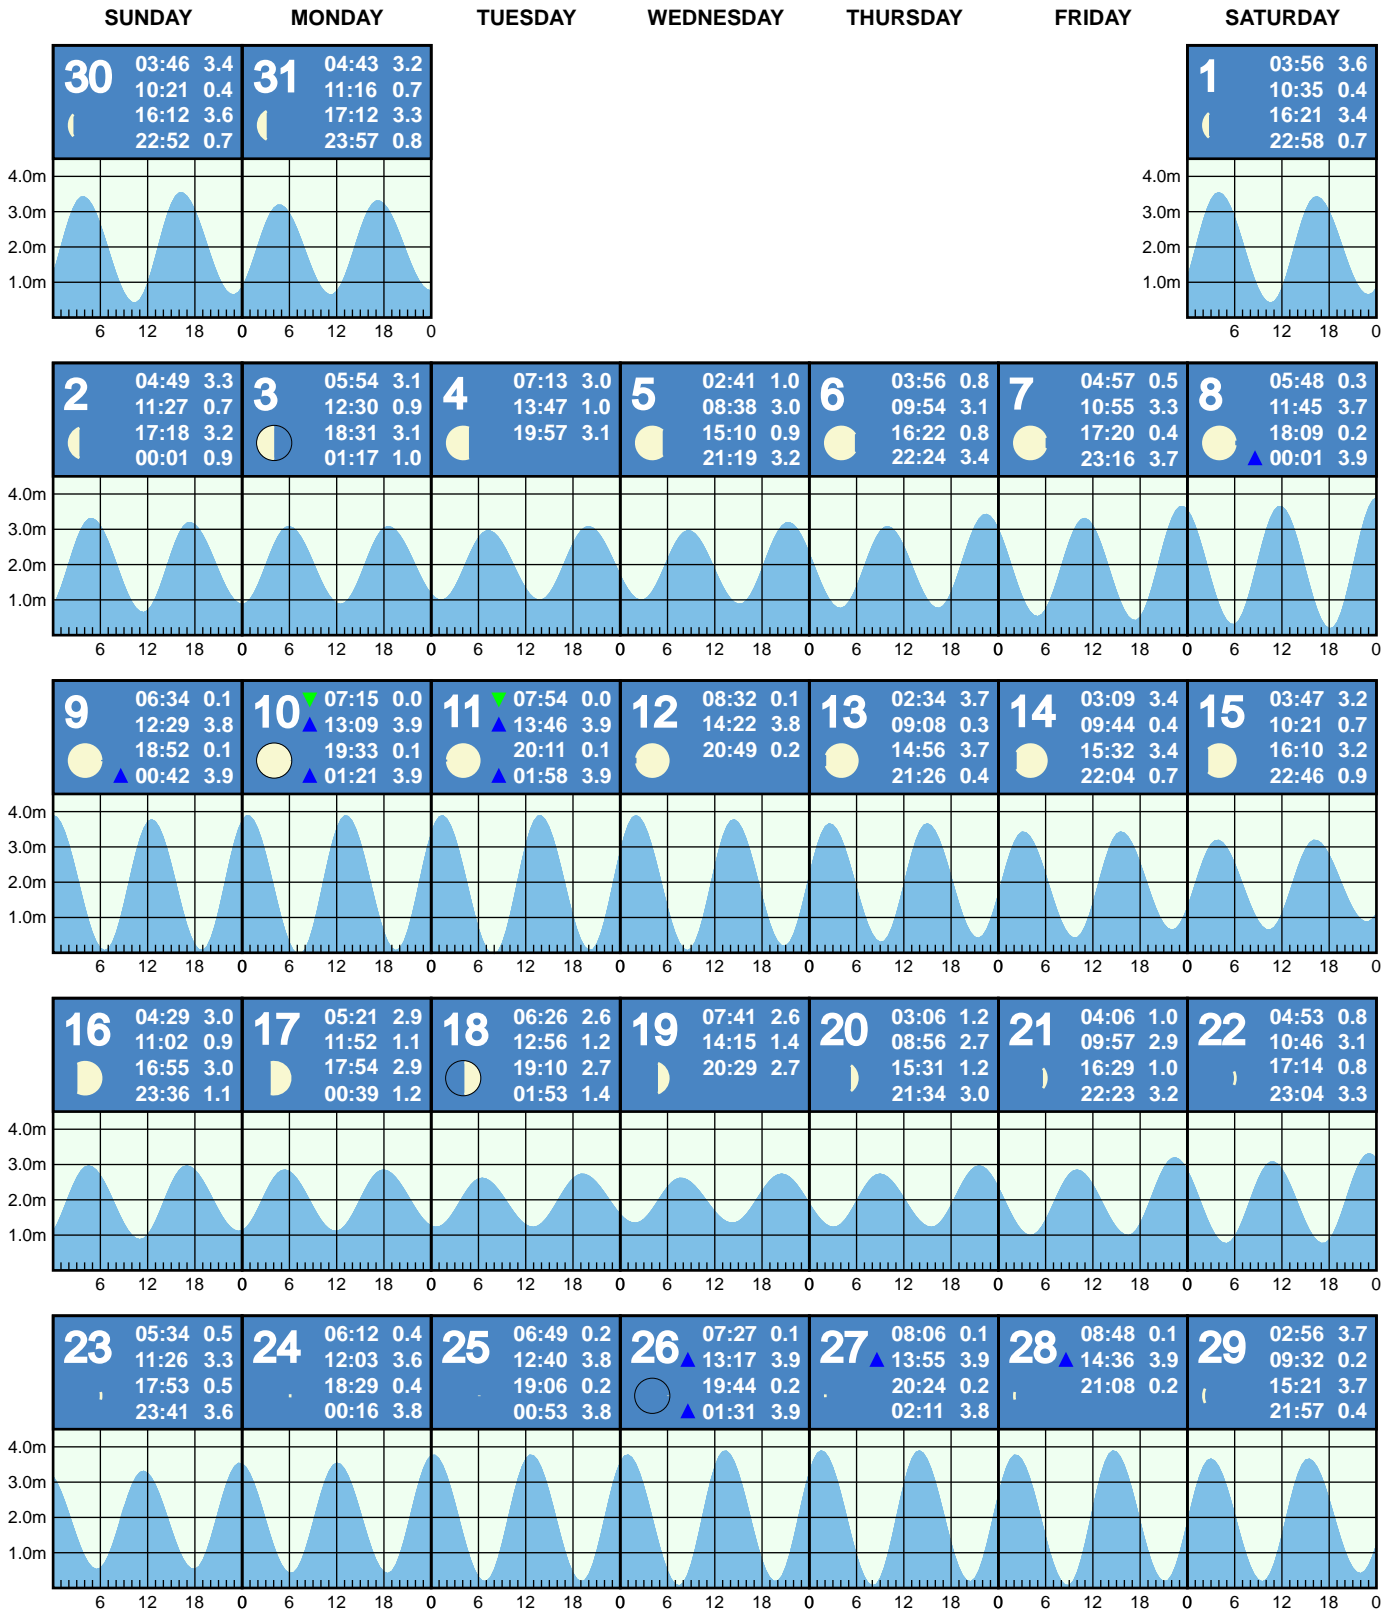 SUNDAY MONDAY TUESDAY WEDNESDAY THURSDAY FRIDAY SATURDAY
30 03:46 3.4
10:21 0.4
16:12 3.6
22:52 0.7
31 04:43 3.2
11:16 0.7
17:12 3.3
23:57 0.8
1 03:56 3.6
10:35 0.4
16:21 3.4
22:58 0.7
4.0m 4.0m
3.0m 3.0m
2.0m 2.0m
1.0m 1.0m
6 12 18 0 6 12 18 0 6 12 18 0
2 04:49 3.3
11:27 0.7
17:18 3.2
00:01 0.9
3 05:54 3.1
12:30 0.9
18:31 3.1
01:17 1.0
4 07:13 3.0
13:47 1.0
19:57 3.1
5 02:41 1.0
08:38 3.0
15:10 0.9
21:19 3.2
6 03:56 0.8
09:54 3.1
16:22 0.8
22:24 3.4
7 04:57 0.5
10:55 3.3
17:20 0.4
23:16 3.7
8 05:48 0.3
11:45 3.7
18:09 0.2
00:01 3.9
4.0m
3.0m
2.0m
1.0m
6 12 18 0 6 12 18 0 6 12 18 0 6 12 18 0 6 12 18 0 6 12 18 0 6 12 18 0
9 06:34 0.1
12:29 3.8
18:52 0.1
00:42 3.9
10 07:15 0.0
13:09 3.9
19:33 0.1
01:21 3.9
11 07:54 0.0
13:46 3.9
20:11 0.1
01:58 3.9
12 08:32 0.1
14:22 3.8
20:49 0.2
13 02:34 3.7
09:08 0.3
14:56 3.7
21:26 0.4
14 03:09 3.4
09:44 0.4
15:32 3.4
22:04 0.7
15 03:47 3.2
10:21 0.7
16:10 3.2
22:46 0.9
4.0m
3.0m
2.0m
1.0m
6 12 18 0 6 12 18 0 6 12 18 0 6 12 18 0 6 12 18 0 6 12 18 0 6 12 18 0
16 04:29 3.0
11:02 0.9
16:55 3.0
23:36 1.1
17 05:21 2.9
11:52 1.1
17:54 2.9
00:39 1.2
18 06:26 2.6
12:56 1.2
19:10 2.7
01:53 1.4
19 07:41 2.6
14:15 1.4
20:29 2.7
20 03:06 1.2
08:56 2.7
15:31 1.2
21:34 3.0
21 04:06 1.0
09:57 2.9
16:29 1.0
22:23 3.2
22 04:53 0.8
10:46 3.1
17:14 0.8
23:04 3.3
4.0m
3.0m
2.0m
1.0m
6 12 18 0 6 12 18 0 6 12 18 0 6 12 18 0 6 12 18 0 6 12 18 0 6 12 18 0
23 05:34 0.5
11:26 3.3
17:53 0.5
23:41 3.6
24 06:12 0.4
12:03 3.6
18:29 0.4
00:16 3.8
25 06:49 0.2
12:40 3.8
19:06 0.2
00:53 3.8
26 07:27 0.1
13:17 3.9
19:44 0.2
01:31 3.9
27 08:06 0.1
13:55 3.9
20:24 0.2
02:11 3.8
28 08:48 0.1
14:36 3.9
21:08 0.2
29 02:56 3.7
09:32 0.2
15:21 3.7
21:57 0.4
4.0m
3.0m
2.0m
1.0m
6 12 18 0 6 12 18 0 6 12 18 0 6 12 18 0 6 12 18 0 6 12 18 0 6 12 18 0